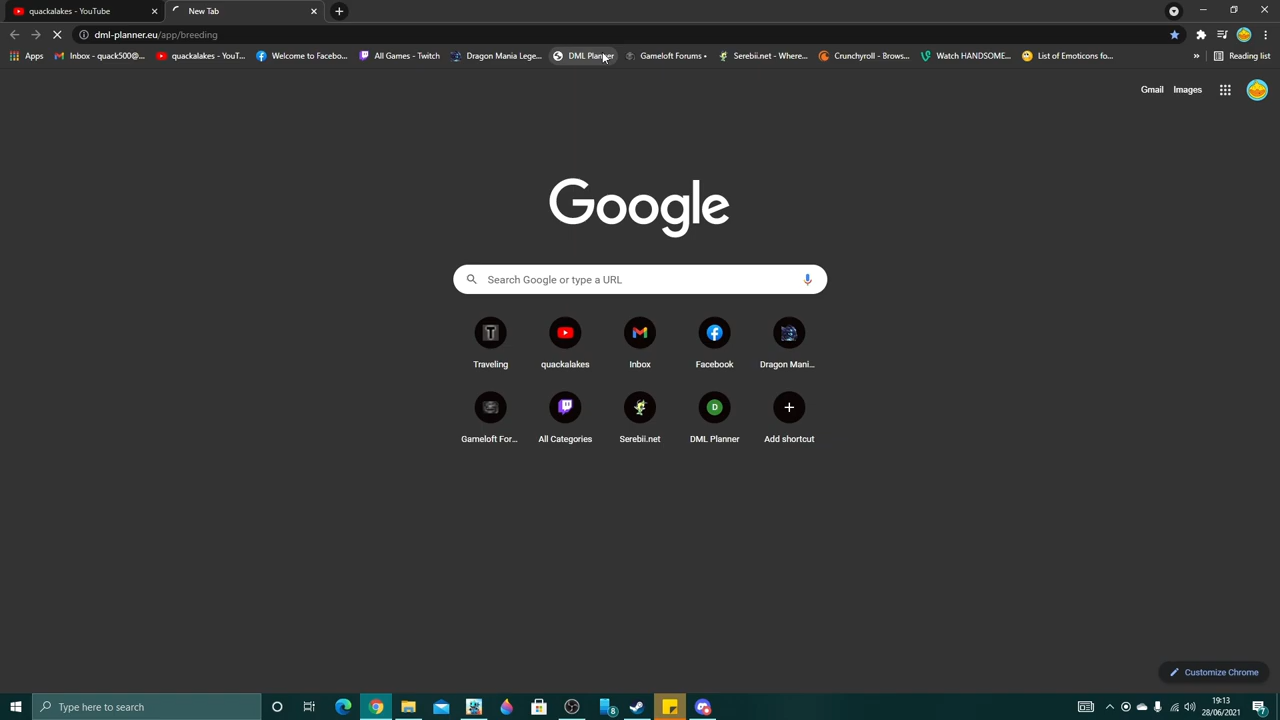 quackalakes - YouTube
New Tab
dml-planner.eu/app/breeding
Apps
Inbox - quack500@...
quackalakes - YouT...
Welcome to Facebo...
All Games - Twitch
Dragon Mania Lege...
DML Planner
Gameloft Forums •
Serebii.net - Where...
Crunchyroll - Brows...
Watch HANDSOME...
List of Emoticons fo...
»
Reading list
Gmail
Images
Google
Search Google or type a URL
Traveling
quackalakes
Inbox
Facebook
Dragon Mani...
D
Gameloft For...
All Categories
Serebii.net
DML Planner
Add shortcut
Customize Chrome
Type here to search
19:13
28/06/2021